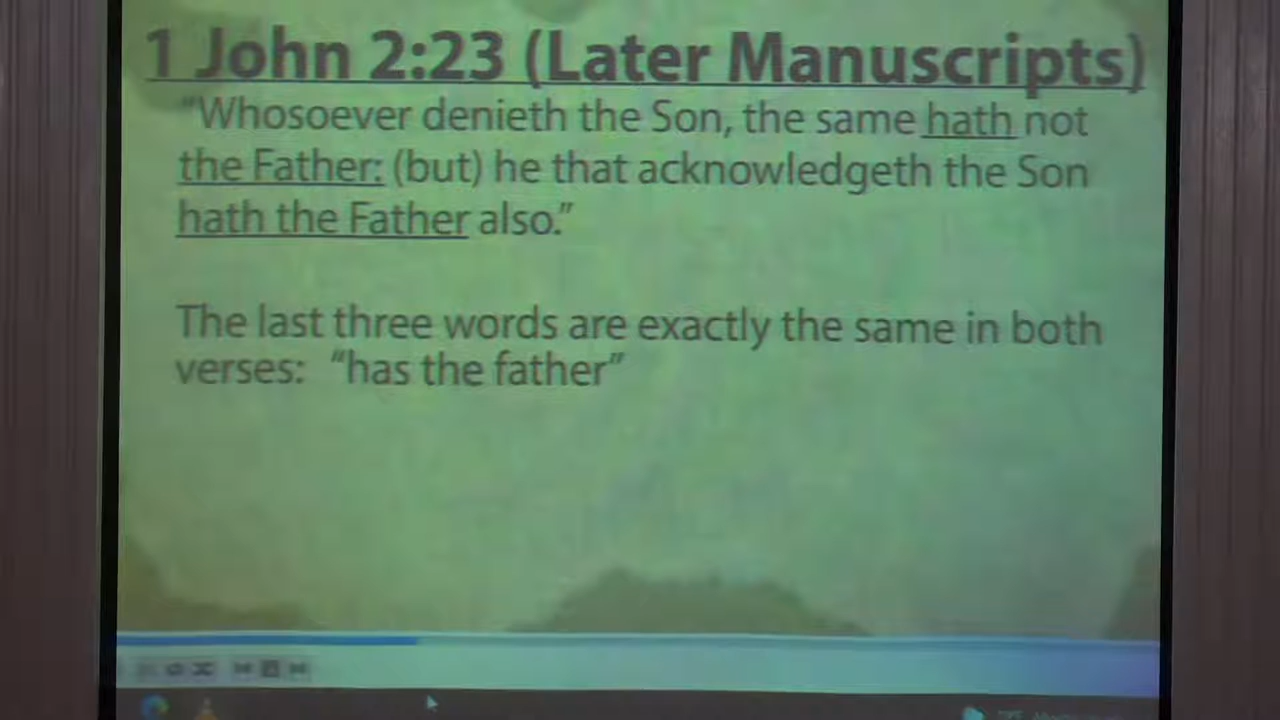 1 John 2:23 (Later Manuscripts)
"Whosoever denieth the Son, the same hath not
the Father: (but) he that acknowledgeth the Son
hath the Father also."
The last three words are exactly the same in both
verses: "has the father"